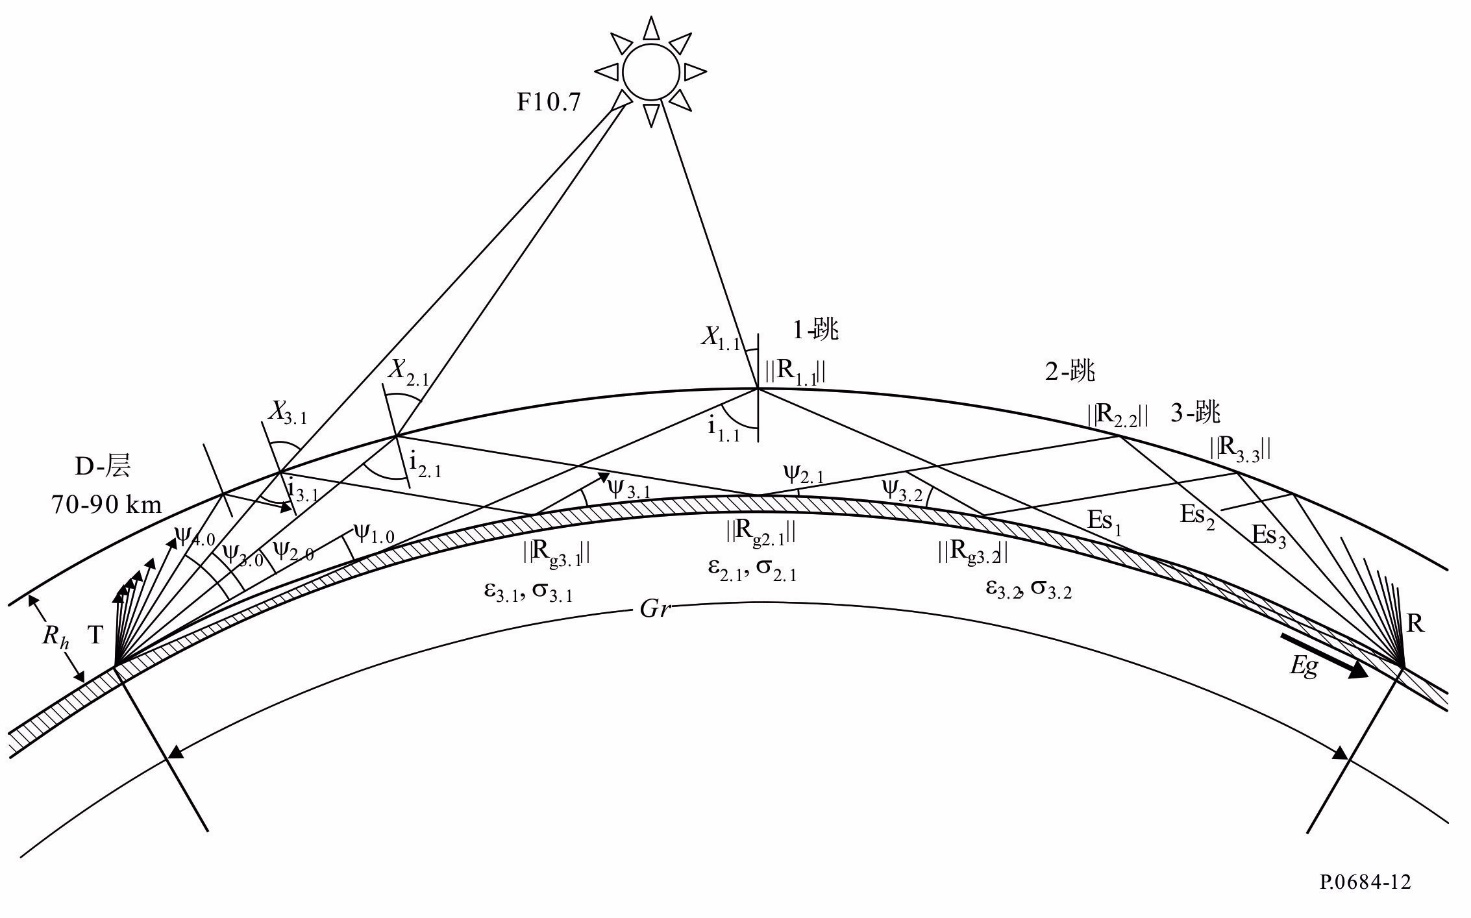 F10.7
X1.1
1-跳
||R1.1||
X2.1
2-跳
X3.1
||R2.2||
3-跳
i1.1
||R3.3||
D-层
i2.1
70-90 km
i3.1
ψ3.1
ψ2.1
ψ3.2
Es1
Es2
Es3
ψ4.0
ψ3.0
ψ2.0
ψ1.0
||Rg3.1||
||Rg2.1||
||Rg3.2||
ε3.1, σ3.1
ε2.1, σ2.1
ε3.2, σ3.2
Gr
Rh
T
R
Eg
P.0684-12